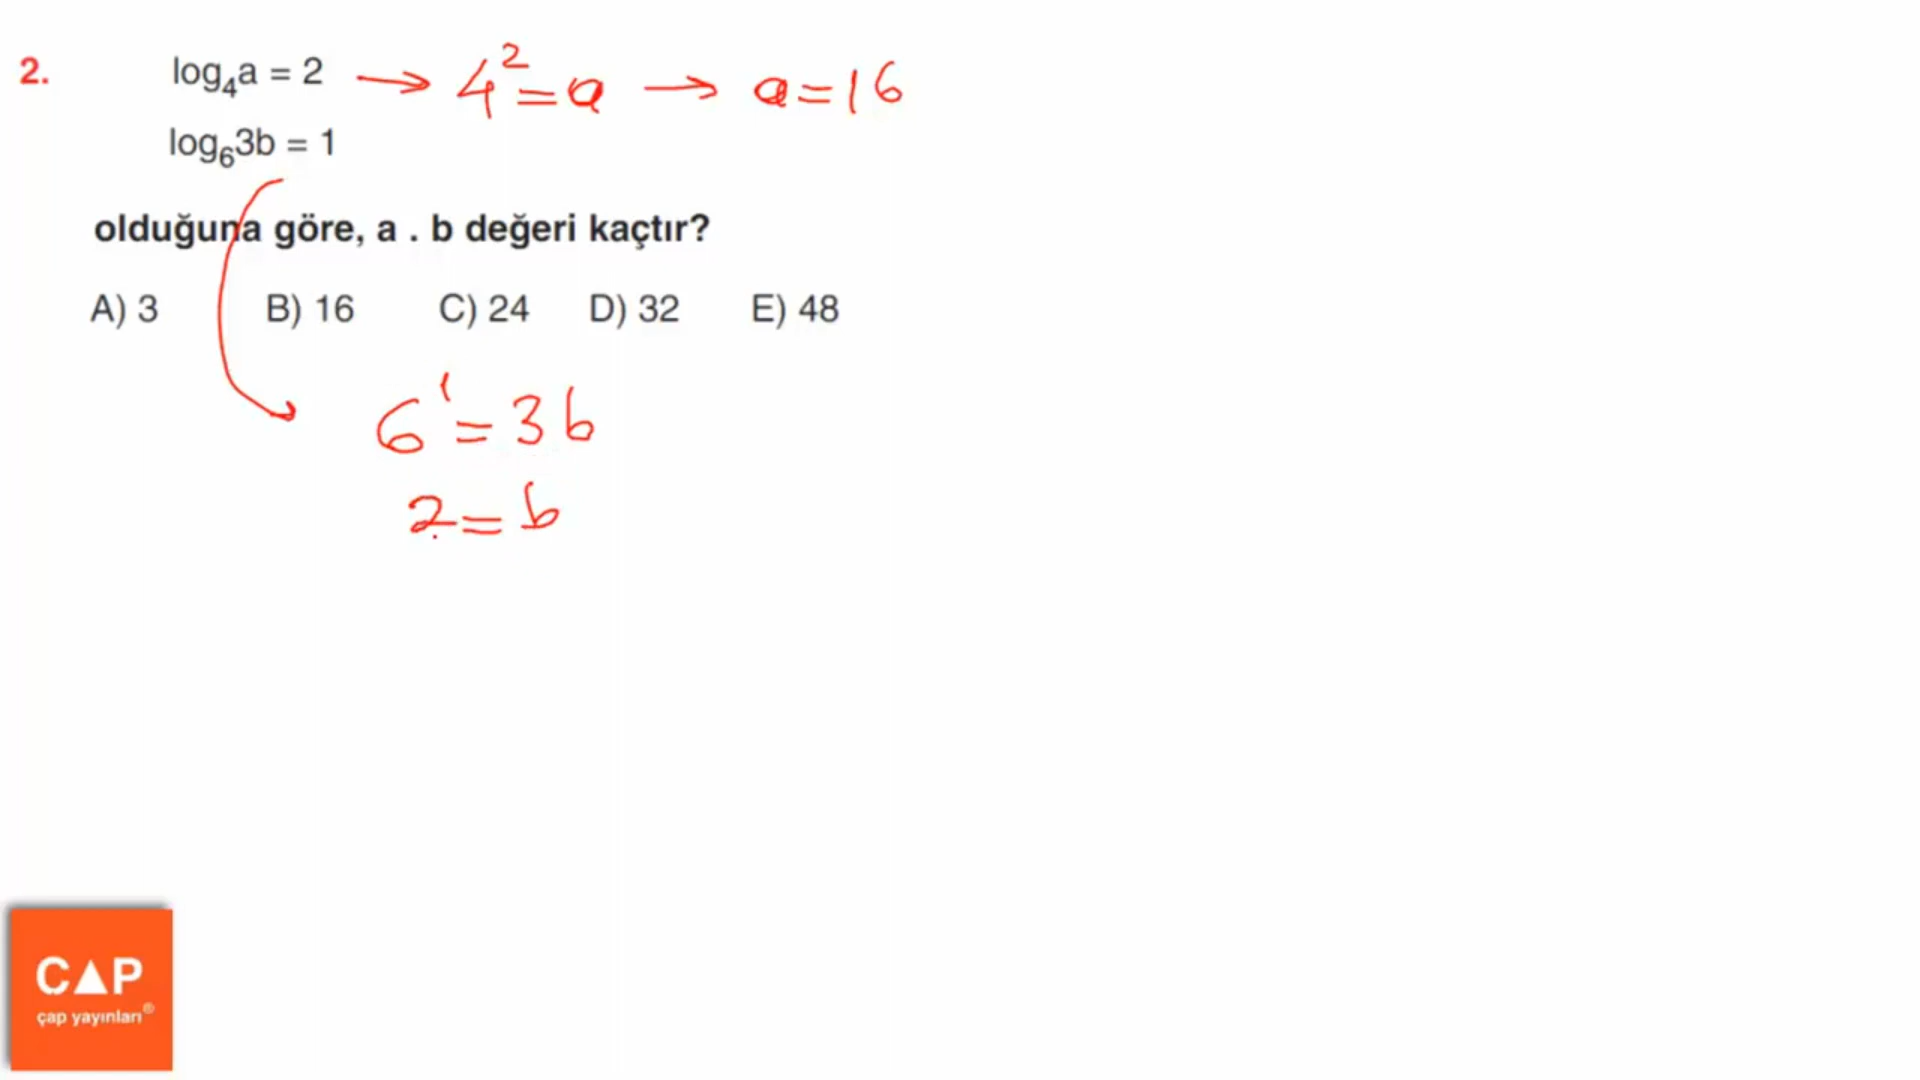 2. log₄a = 2 → 4² = a → a = 16
log₆3b = 1
olduğuna göre, a . b değeri kaçtır?
A) 3 B) 16 C) 24 D) 32 E) 48
6¹ = 3b
2 = b
CAP
çap yayınları®